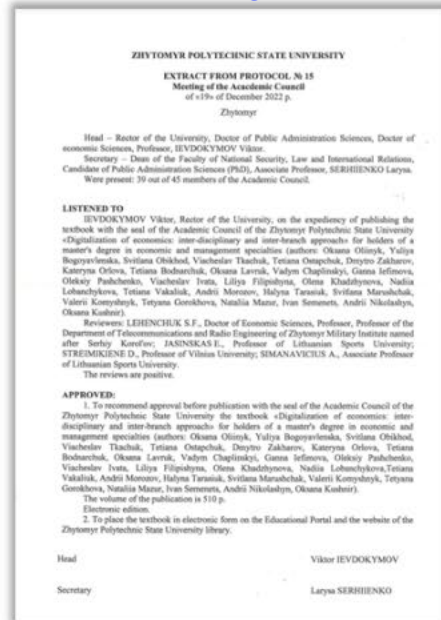 ZHYTOMYR POLYTECHNIC STATE UNIVERSITY
EXTRACT FROM PROTOCOL № 15
Meeting of the Acacdemic Council
of «19» of December 2022 p.
Zhytomyr
Head – Rector of the University, Doctor of Public Administration Sciences, Doctor of
economic Sciences, Professor, IEVDOKYMOV Viktor.
Secretary – Dean of the Faculty of National Security, Law and International Relations,
Candidate of Public Administration Sciences (PhD), Associate Professor, SERHIIENKO Larysa.
Were present: 39 out of 45 members of the Academic Council.
LISTENED TO
IEVDOKYMOV Viktor, Rector of the University, on the expediency of publishing the
textbook with the seal of the Academic Council of the Zhytomyr Polytechnic State University
«Digitalization of economics: inter-disciplinary and inter-branch approach» for holders of a
master's degree in economic and management specialties (authors: Oksana Oliinyk, Yuliya
Bogoyavlenska, Svitlana Obikhod, Viacheslav Tkachuk, Tetiana Ostapchuk, Dmytro Zakharov,
Kateryna Orlova, Tetiana Bodnarchuk, Oksana Lavruk, Vadym Chaplinskyi, Ganna Iefimova,
Oleksiy Pashchenko, Viacheslav Ivata, Liliya Filipishyna, Olena Khadzhynova, Nadiia
Lobanchykova, Tetiana Vakaliuk, Andrii Morozov, Halyna Tarasiuk, Svitlana Marushchak,
Valerii Komyshnyk, Tetyana Gorokhova, Nataliia Mazur, Ivan Semenets, Andrii Nikolashyn,
Oksana Kushnir).
Reviewers: LEHENCHUK S.F., Doctor of Economic Sciences, Professor, Professor of the
Department of Telecommunications and Radio Engineering of Zhytomyr Military Institute named
after Serhiy Korol'ov; JASINSKAS E., Professor of Lithuanian Sports University;
STREIMIKIENE D., Professor of Vilnius University; SIMANAVICIUS A., Associate Professor
of Lithuanian Sports University.
The reviews are positive.
APPROVED:
1. To recommend approval before publication with the seal of the Academic Council of the
Zhytomyr Polytechnic State University the textbook «Digitalization of economics: inter-
disciplinary and inter-branch approach» for holders of a master's degree in economic and
management specialties (authors: Oksana Oliinyk, Yuliya Bogoyavlenska, Svitlana Obikhod,
Viacheslav Tkachuk, Tetiana Ostapchuk, Dmytro Zakharov, Kateryna Orlova, Tetiana
Bodnarchuk, Oksana Lavruk, Vadym Chaplinskyi, Ganna Iefimova, Oleksiy Pashchenko,
Viacheslav Ivata, Liliya Filipishyna, Olena Khadzhynova, Nadiia Lobanchykova,Tetiana
Vakaliuk, Andrii Morozov, Halyna Tarasiuk, Svitlana Marushchak, Valerii Komyshnyk, Tetyana
Gorokhova, Nataliia Mazur, Ivan Semenets, Andrii Nikolashyn, Oksana Kushnir).
The volume of the publication is 510 p.
Electronic edition.
2. To place the textbook in electronic form on the Educational Portal and the website of the
Zhytomyr Polytechnic State University library.
Head Viktor IEVDOKYMOV
Secretary Larysa SERHIIENKO